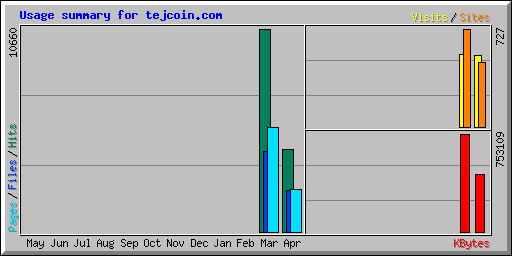 Usage summary for tejcoin.com
Visits / Sites
10660
727
Pages / Files / Hits
753109
May Jun Jul Aug Sep Oct Nov Dec Jan Feb Mar Apr
KBytes